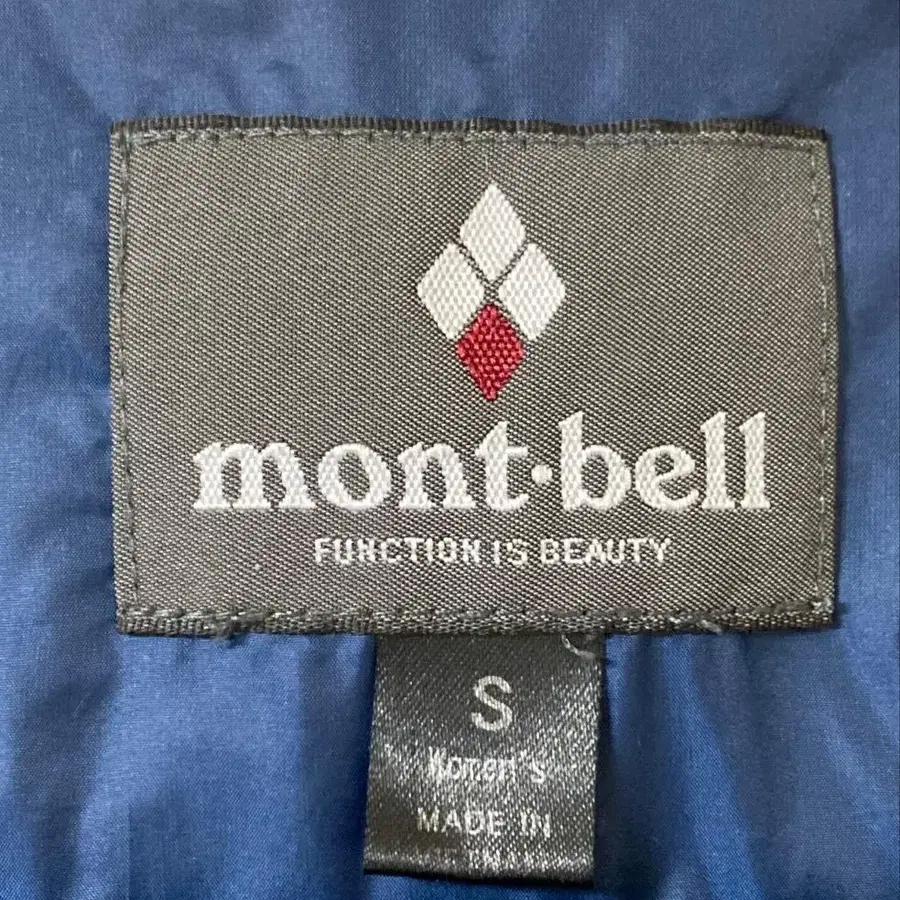 mont·bell
FUNCTION IS BEAUTY
S
Women's
MADE IN